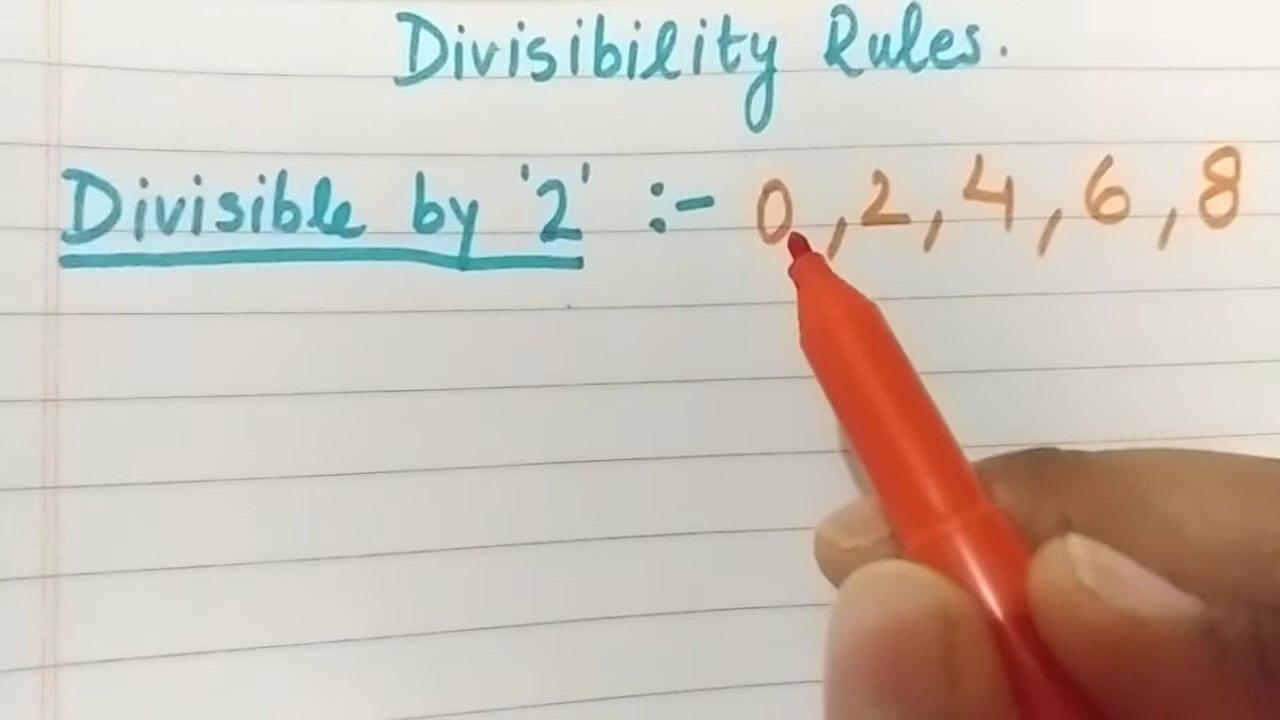 Divisibility Rules.
Divisible by '2' :- 0, 2, 4, 6, 8